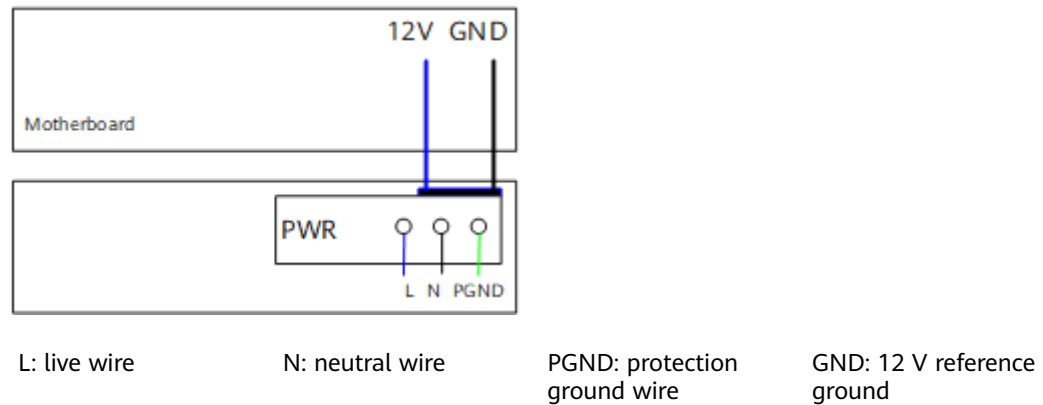 12V GND
Motherboard
PWR
L N PGND
L: live wire
N: neutral wire
PGND: protection
ground wire
GND: 12 V reference
ground